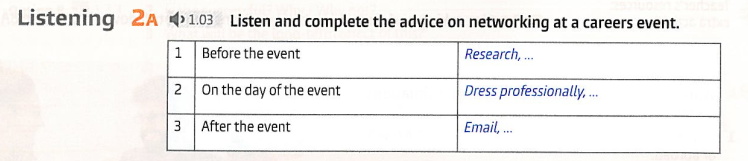 Listening 2A 1.03 Listen and complete the advice on networking at a careers event.
1 Before the event Research, ...
2 On the day of the event Dress professionally, ...
3 After the event Email, ...